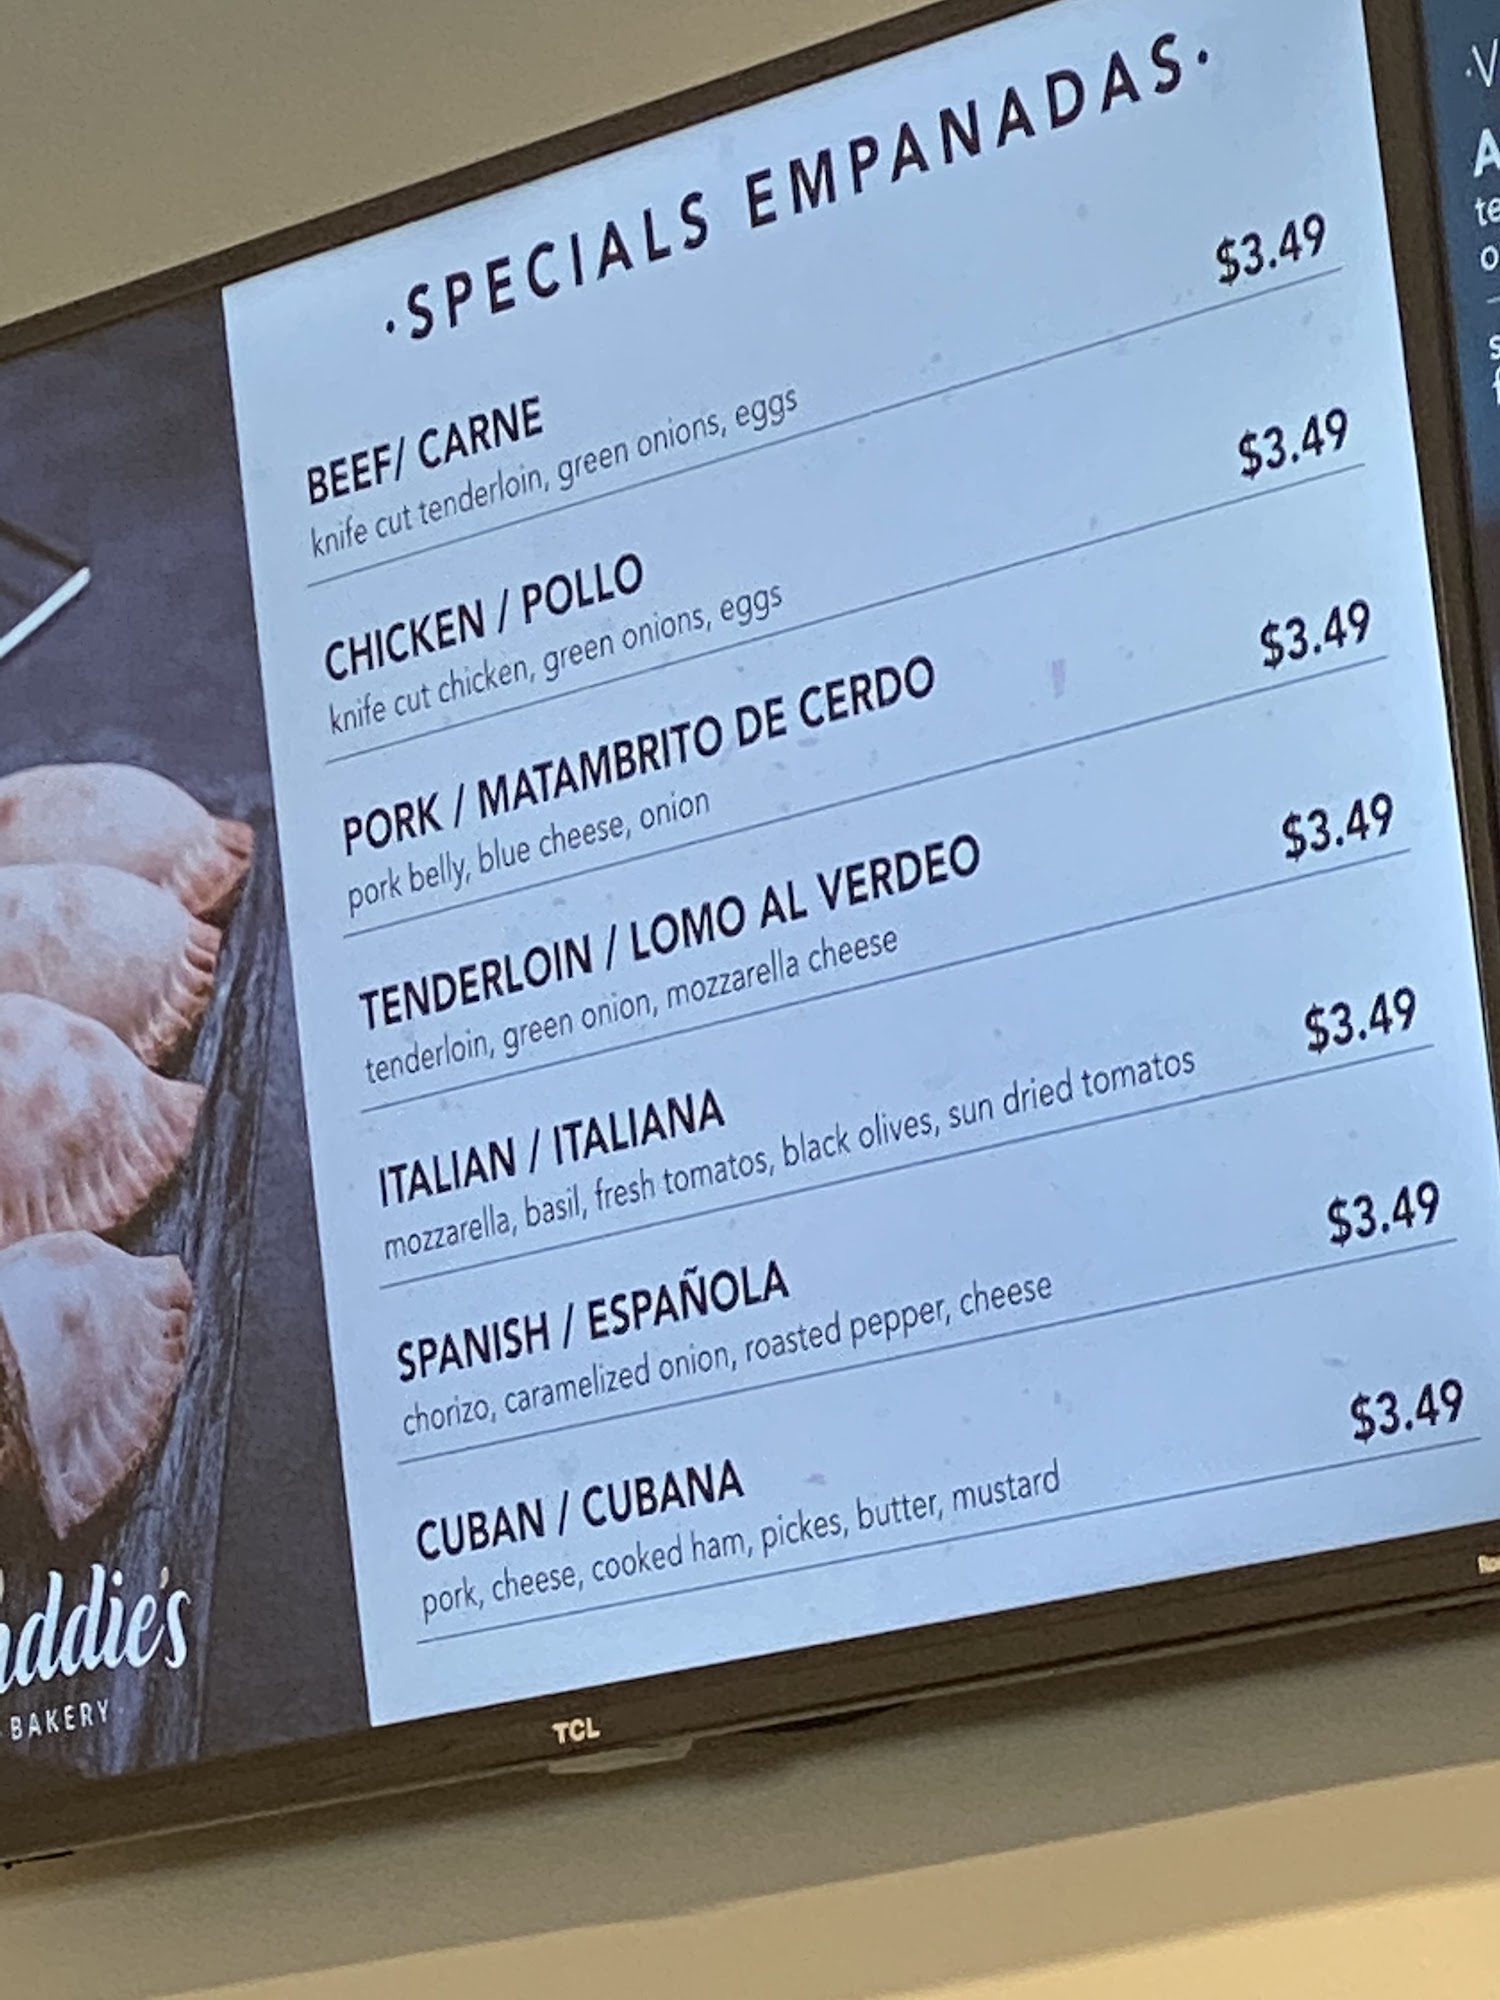 ·SPECIALS EMPANADAS·
BEEF/ CARNE
$3.49
knife cut tenderloin, green onions, eggs
CHICKEN / POLLO
$3.49
knife cut chicken, green onions, eggs
PORK / MATAMBRITO DE CERDO
$3.49
pork belly, blue cheese, onion
TENDERLOIN / LOMO AL VERDEO
$3.49
tenderloin, green onion, mozzarella cheese
ITALIAN / ITALIANA
$3.49
mozzarella, basil, fresh tomatos, black olives, sun dried tomatos
SPANISH / ESPAÑOLA
$3.49
chorizo, caramelized onion, roasted pepper, cheese
CUBAN / CUBANA
$3.49
pork, cheese, cooked ham, pickes, butter, mustard
BAKERY
TCL